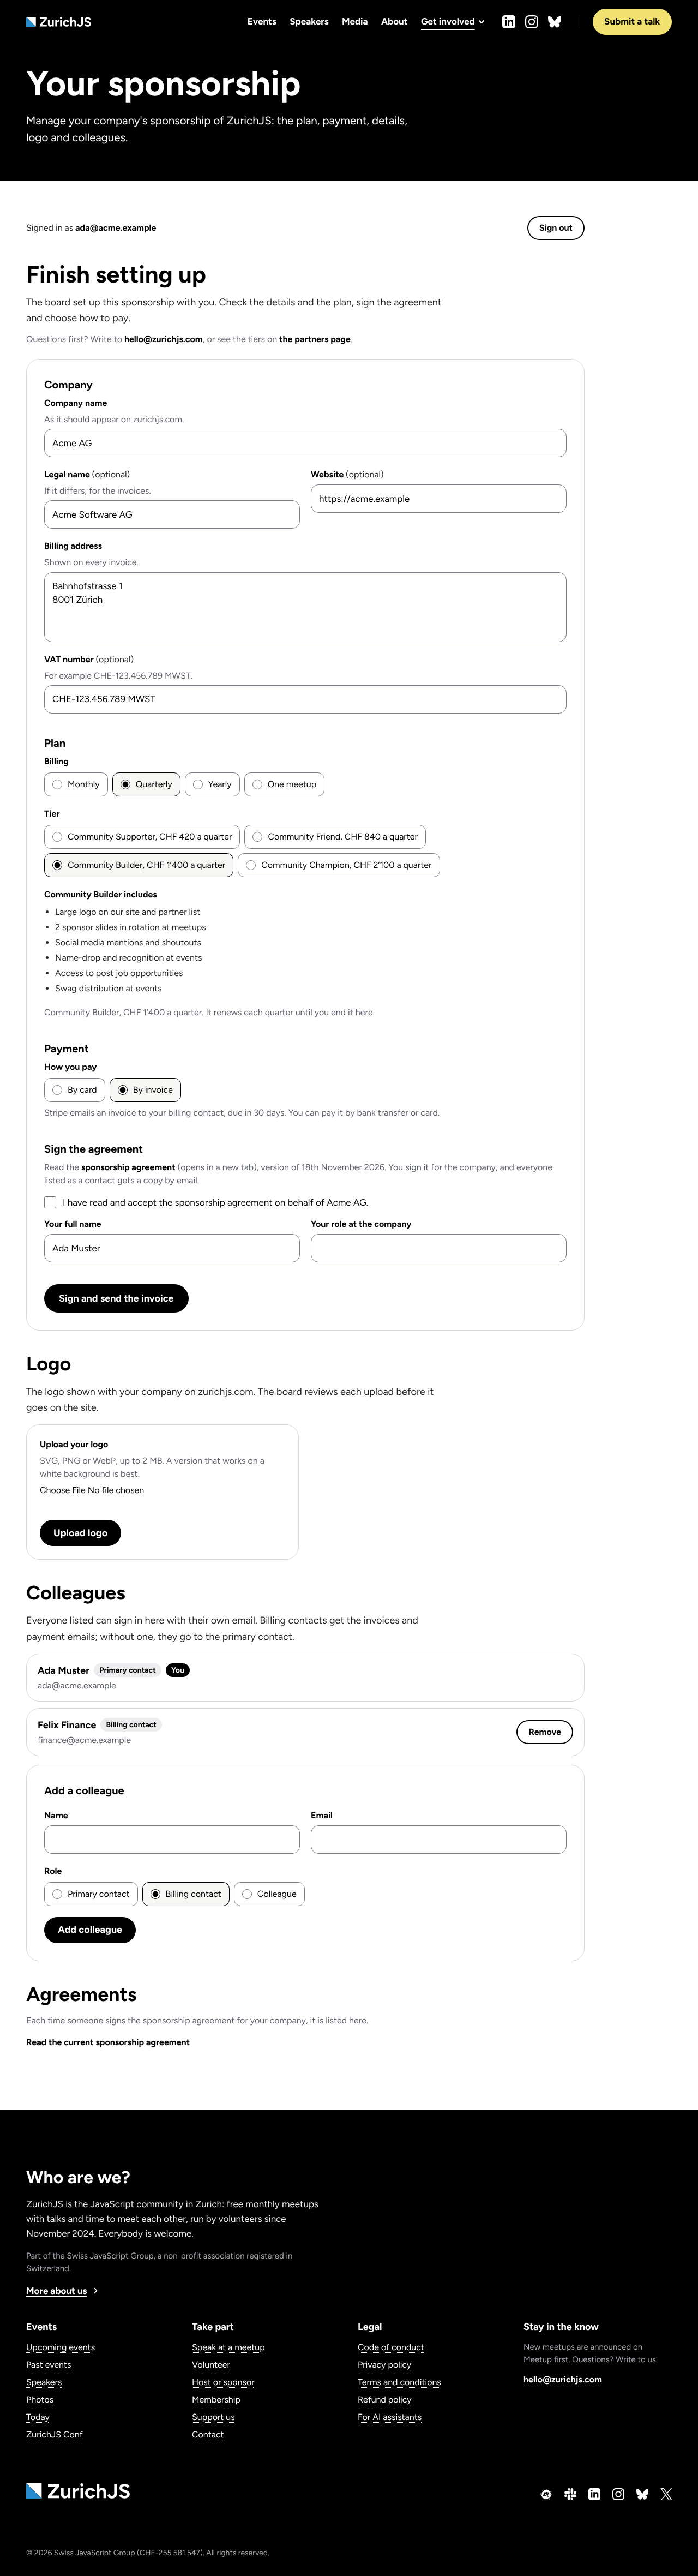 ZurichJS
Events
Speakers
Media
About
Get involved
Submit a talk
Your sponsorship
Manage your company's sponsorship of ZurichJS: the plan, payment, details,
logo and colleagues.
Signed in as ada@acme.example
Sign out
Finish setting up
The board set up this sponsorship with you. Check the details and the plan, sign the agreement
and choose how to pay.
Questions first? Write to hello@zurichjs.com, or see the tiers on the partners page.
Company
Company name
As it should appear on zurichjs.com.
Acme AG
Legal name (optional)
If it differs, for the invoices.
Acme Software AG
Website (optional)
https://acme.example
Billing address
Shown on every invoice.
Bahnhofstrasse 1
8001 Zürich
VAT number (optional)
For example CHE-123.456.789 MWST.
CHE-123.456.789 MWST
Plan
Billing
Monthly
Quarterly
Yearly
One meetup
Tier
Community Supporter, CHF 420 a quarter
Community Friend, CHF 840 a quarter
Community Builder, CHF 1'400 a quarter
Community Champion, CHF 2'100 a quarter
Community Builder includes
• Large logo on our site and partner list
• 2 sponsor slides in rotation at meetups
• Social media mentions and shoutouts
• Name-drop and recognition at events
• Access to post job opportunities
• Swag distribution at events
Community Builder, CHF 1'400 a quarter. It renews each quarter until you end it here.
Payment
How you pay
By card
By invoice
Stripe emails an invoice to your billing contact, due in 30 days. You can pay it by bank transfer or card.
Sign the agreement
Read the sponsorship agreement (opens in a new tab), version of 18th November 2026. You sign it for the company, and everyone
listed as a contact gets a copy by email.
I have read and accept the sponsorship agreement on behalf of Acme AG.
Your full name
Ada Muster
Your role at the company
Sign and send the invoice
Logo
The logo shown with your company on zurichjs.com. The board reviews each upload before it
goes on the site.
Upload your logo
SVG, PNG or WebP, up to 2 MB. A version that works on a
white background is best.
Choose File No file chosen
Upload logo
Colleagues
Everyone listed can sign in here with their own email. Billing contacts get the invoices and
payment emails; without one, they go to the primary contact.
Ada Muster Primary contact You
ada@acme.example
Felix Finance Billing contact
finance@acme.example
Remove
Add a colleague
Name
Email
Role
Primary contact
Billing contact
Colleague
Add colleague
Agreements
Each time someone signs the sponsorship agreement for your company, it is listed here.
Read the current sponsorship agreement
Who are we?
ZurichJS is the JavaScript community in Zurich: free monthly meetups
with talks and time to meet each other, run by volunteers since
November 2024. Everybody is welcome.
Part of the Swiss JavaScript Group, a non-profit association registered in
Switzerland.
More about us
Events
Upcoming events
Past events
Speakers
Photos
Today
ZurichJS Conf
Take part
Speak at a meetup
Volunteer
Host or sponsor
Membership
Support us
Contact
Legal
Code of conduct
Privacy policy
Terms and conditions
Refund policy
For AI assistants
Stay in the know
New meetups are announced on
Meetup first. Questions? Write to us.
hello@zurichjs.com
ZurichJS
© 2026 Swiss JavaScript Group (CHE-255.581.547). All rights reserved.